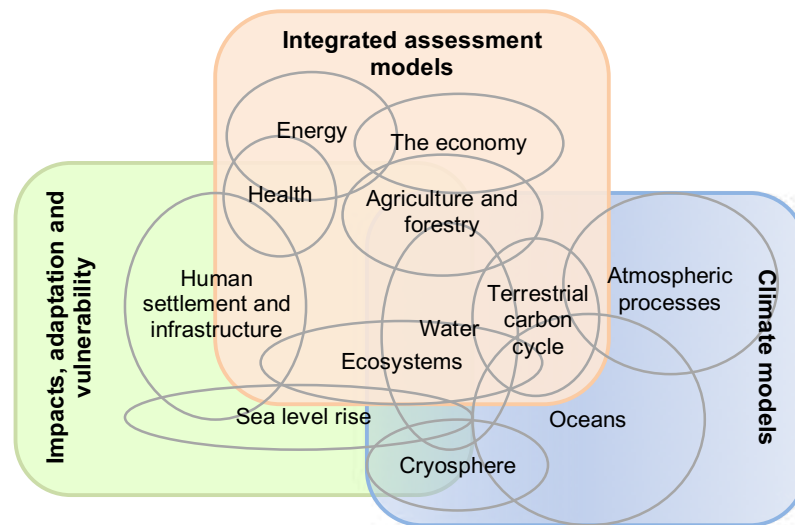 Integrated assessment
models
Energy
The economy
Health
Agriculture and
forestry
Impacts, adaptation and
vulnerability
Human
settlement and
infrastructure
Water
Terrestrial
carbon
cycle
Atmospheric
processes
Climate models
Ecosystems
Sea level rise
Oceans
Cryosphere